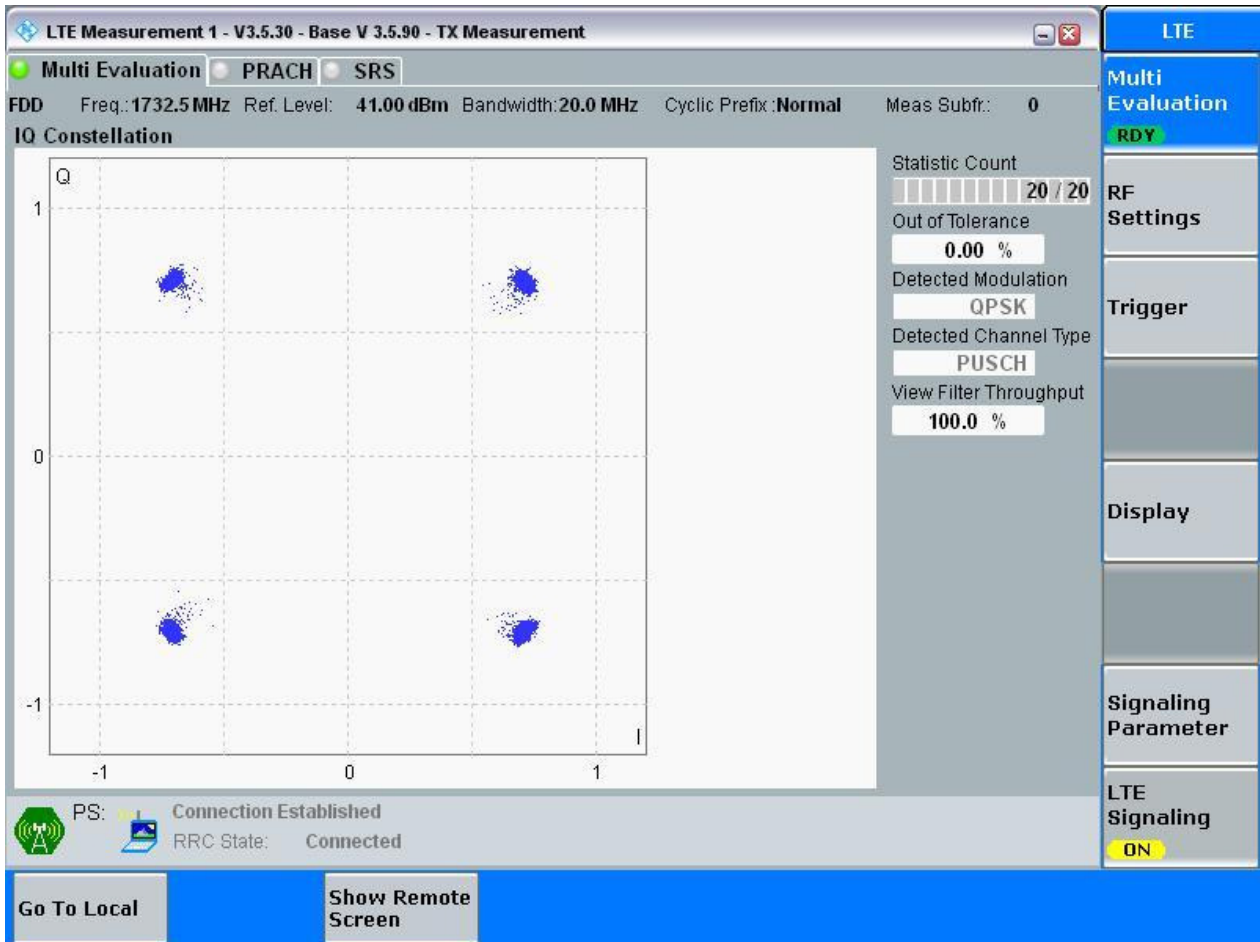 LTE Measurement 1 - V3.5.30 - Base V 3.5.90 - TX Measurement
LTE
Multi Evaluation PRACH SRS
FDD Freq.: 1732.5 MHz Ref. Level: 41.00 dBm Bandwidth: 20.0 MHz Cyclic Prefix : Normal Meas Subfr.: 0
IQ Constellation
Q
1
0
-1
I
-1 0 1
Statistic Count
20 / 20
Out of Tolerance
0.00 %
Detected Modulation
QPSK
Detected Channel Type
PUSCH
View Filter Throughput
100.0 %
Multi
Evaluation
RDY
RF
Settings
Trigger
Display
Signaling
Parameter
LTE
Signaling
ON
PS: Connection Established
RRC State: Connected
Go To Local
Show Remote
Screen